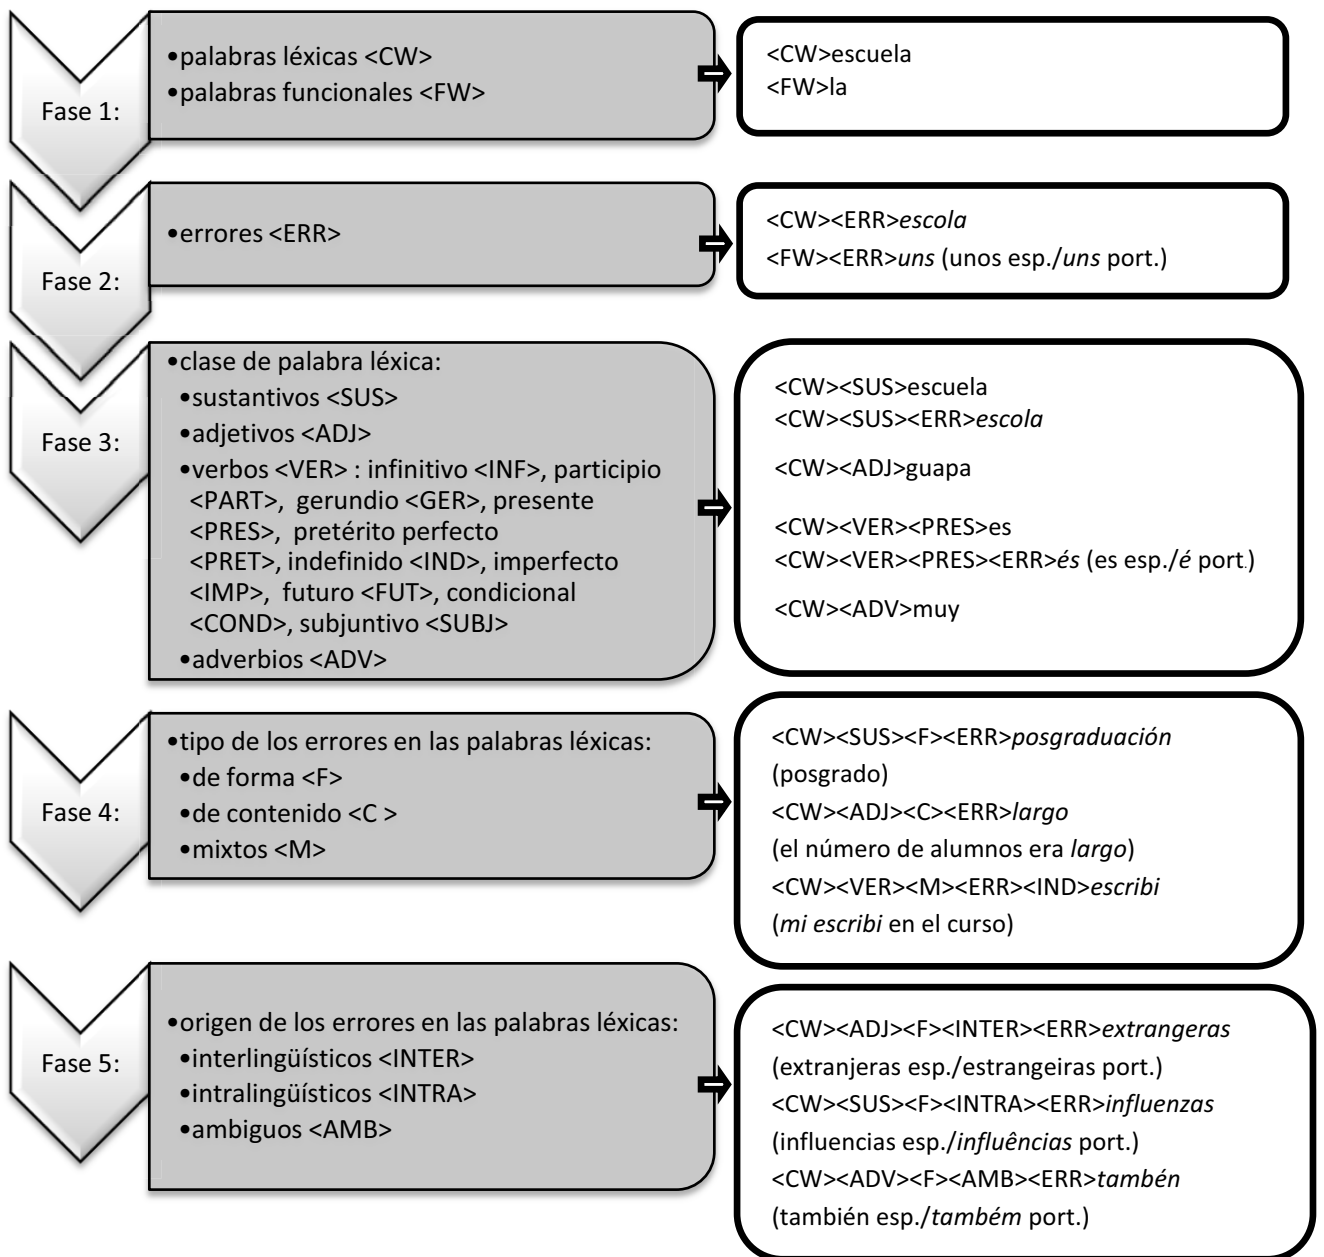 Fase 1:
•palabras léxicas <CW>
•palabras funcionales <FW>
<CW>escuela
<FW>la
Fase 2:
•errores <ERR>
<CW><ERR>escola
<FW><ERR>uns (unos esp./uns port.)
Fase 3:
•clase de palabra léxica:
•sustantivos <SUS>
•adjetivos <ADJ>
•verbos <VER> : infinitivo <INF>, participio
<PART>, gerundio <GER>, presente
<PRES>, pretérito perfecto
<PRET>, indefinido <IND>, imperfecto
<IMP>, futuro <FUT>, condicional
<COND>, subjuntivo <SUBJ>
•adverbios <ADV>
<CW><SUS>escuela
<CW><SUS><ERR>escola
<CW><ADJ>guapa
<CW><VER><PRES>es
<CW><VER><PRES><ERR>és (es esp./é port.)
<CW><ADV>muy
Fase 4:
•tipo de los errores en las palabras léxicas:
•de forma <F>
•de contenido <C >
•mixtos <M>
<CW><SUS><F><ERR>posgraduación
(posgrado)
<CW><ADJ><C><ERR>largo
(el número de alumnos era largo)
<CW><VER><M><ERR><IND>escribi
(mi escribi en el curso)
Fase 5:
•origen de los errores en las palabras léxicas:
•interlingüísticos <INTER>
•intralingüísticos <INTRA>
•ambiguos <AMB>
<CW><ADJ><F><INTER><ERR>extrangeras
(extranjeras esp./estrangeiras port.)
<CW><SUS><F><INTRA><ERR>influenzas
(influencias esp./influências port.)
<CW><ADV><F><AMB><ERR>tambén
(también esp./também port.)